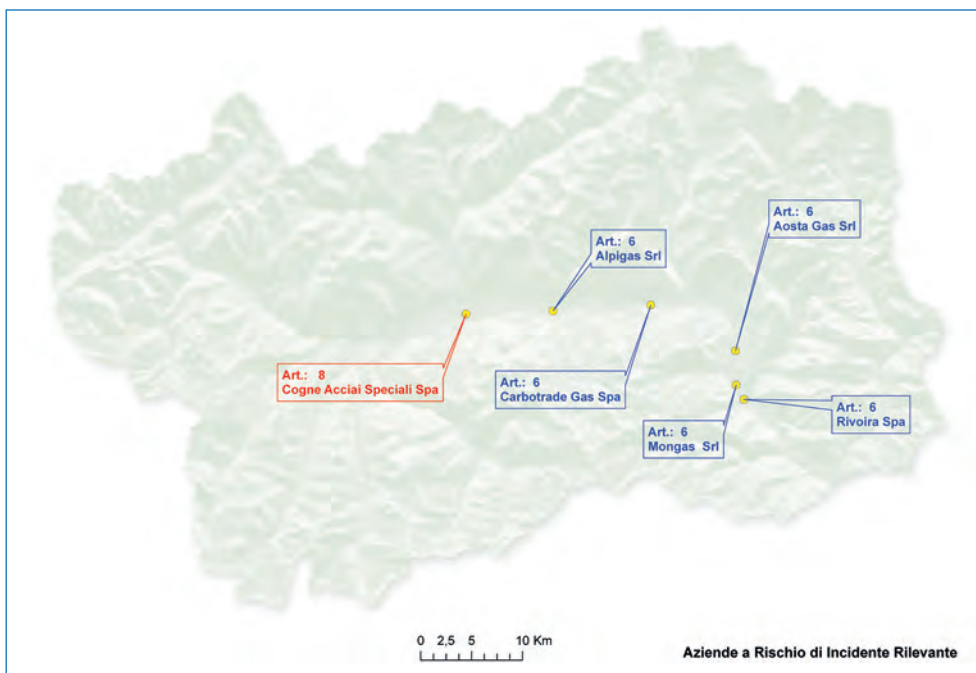 Art.: 6
Aosta Gas Srl
Art.: 6
Alpigas Srl
Art.: 8
Cogne Acciai Speciali Spa
Art.: 6
Carbotrade Gas Spa
Art.: 6
Rivoira Spa
Art.: 6
Mongas Srl
0 2,5 5 10 Km
Aziende a Rischio di Incidente Rilevante